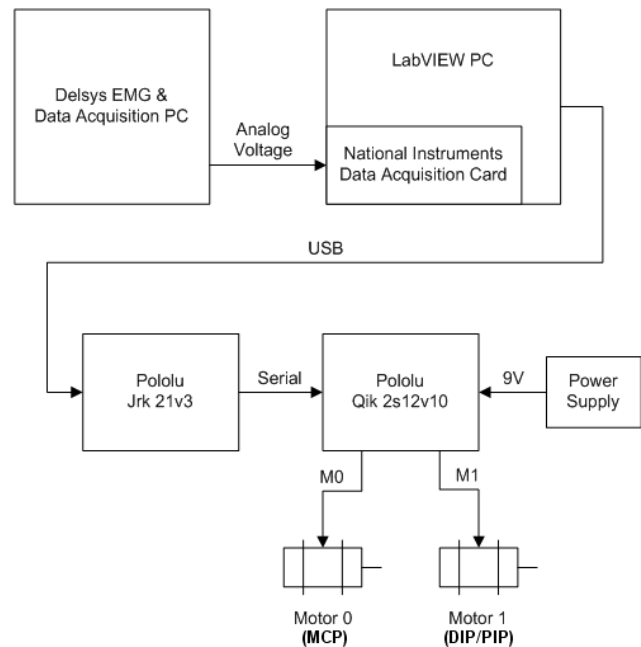 Delsys EMG &
Data Acquisition PC
LabVIEW PC
Analog
Voltage
National Instruments
Data Acquisition Card
USB
Pololu
Jrk 21v3
Serial
Pololu
Qik 2s12v10
9V
Power
Supply
M0
M1
Motor 0
(MCP)
Motor 1
(DIP/PIP)